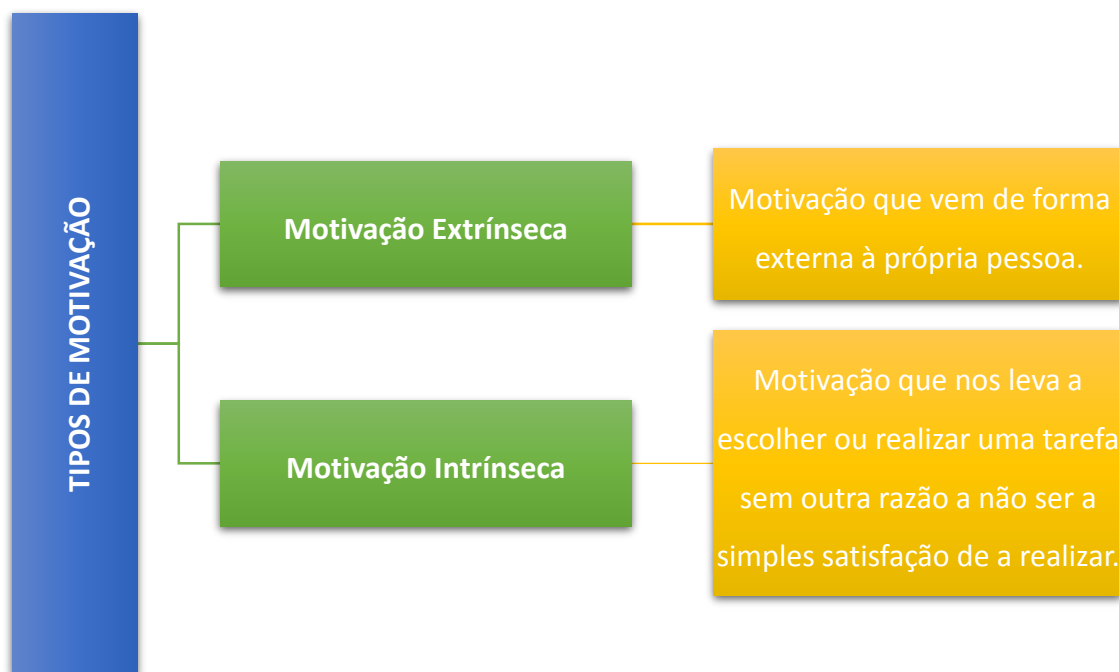 TIPOS DE MOTIVAÇÃO
Motivação Extrínseca
Motivação que vem de forma
externa à própria pessoa.
Motivação Intrínseca
Motivação que nos leva a
escolher ou realizar uma tarefa
sem outra razão a não ser a
simples satisfação de a realizar.